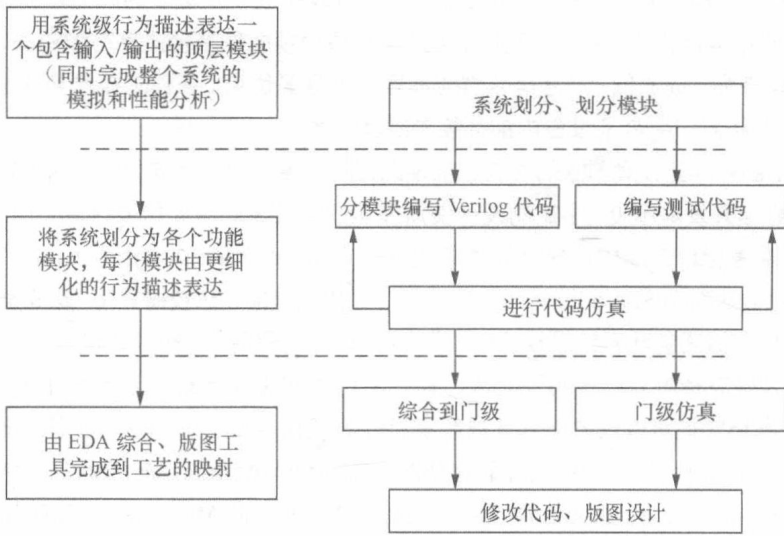 用系统级行为描述表达一
个包含输入/输出的顶层模块
（同时完成整个系统的
模拟和性能分析）
系统划分、划分模块
分模块编写 Verilog 代码
编写测试代码
将系统划分为各个功能
模块，每个模块由更细
化的行为描述表达
进行代码仿真
综合到门级
门级仿真
由 EDA 综合、版图工
具完成到工艺的映射
修改代码、版图设计